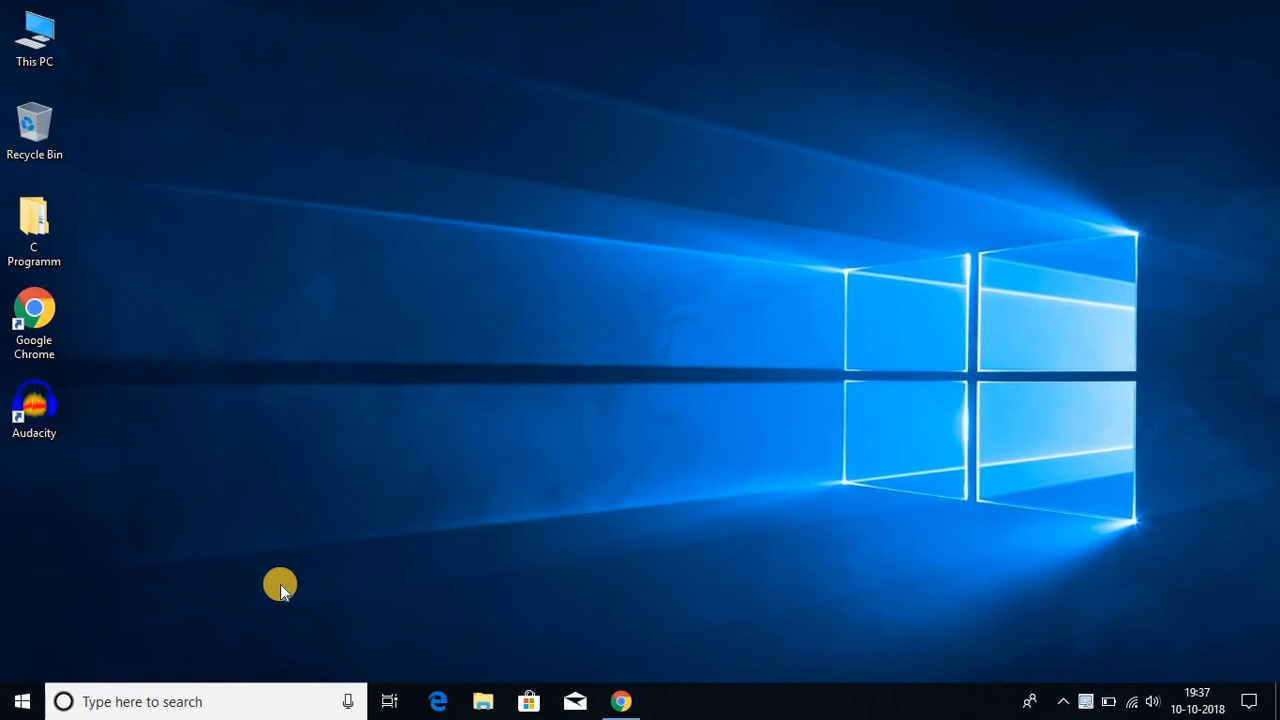 This PC
Recycle Bin
C
Programm
Google
Chrome
Audacity
Type here to search
19:37
10-10-2018